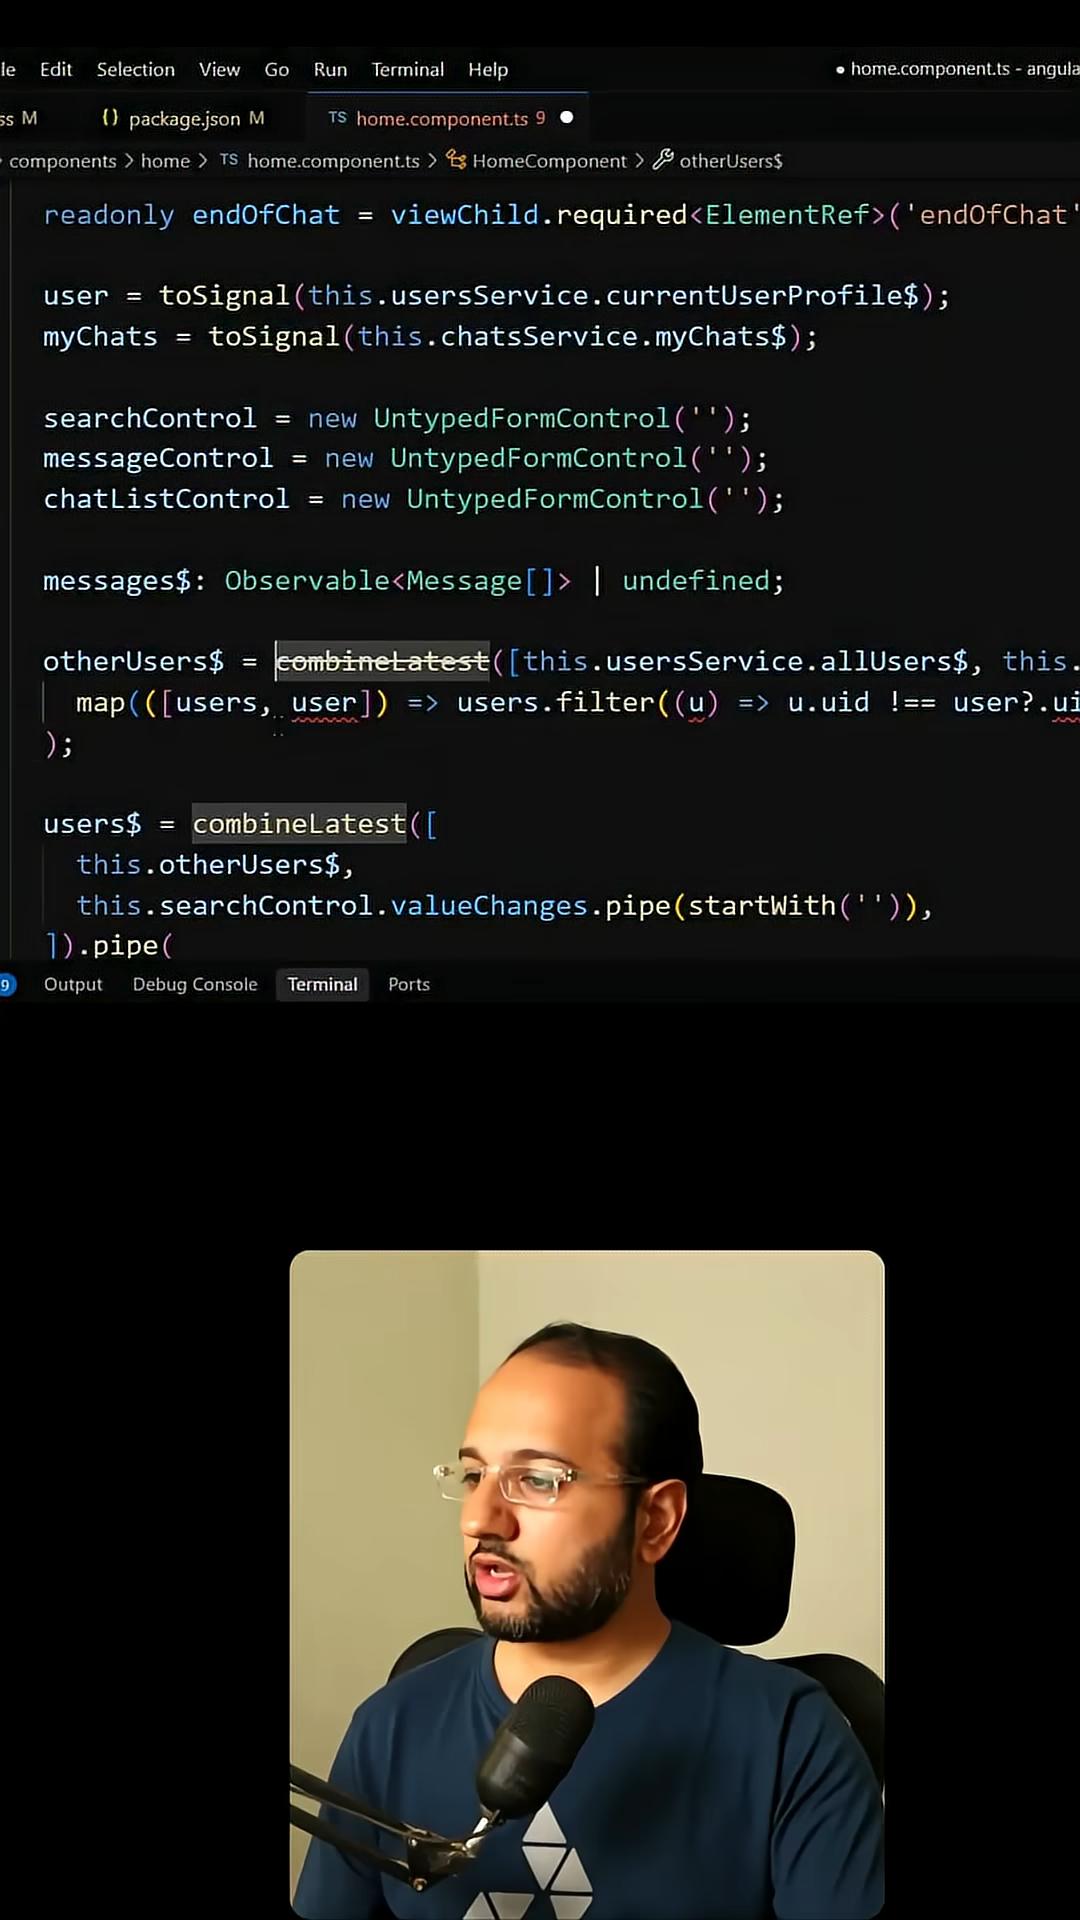 le Edit Selection View Go Run Terminal Help ● home.component.ts - angula
ss M {} package.json M TS home.component.ts 9 ●
components > home > TS home.component.ts > HomeComponent > otherUsers$
readonly endOfChat = viewChild.required<ElementRef>('endOfChat'
user = toSignal(this.usersService.currentUserProfile$);
myChats = toSignal(this.chatsService.myChats$);
searchControl = new UntypedFormControl('');
messageControl = new UntypedFormControl('');
chatListControl = new UntypedFormControl('');
messages$: Observable<Message[]> | undefined;
otherUsers$ = combineLatest([this.usersService.allUsers$, this.
map(([users, user]) => users.filter((u) => u.uid !== user?.ui
);
users$ = combineLatest([
this.otherUsers$,
this.searchControl.valueChanges.pipe(startWith('')),
]).pipe(
9 Output Debug Console Terminal Ports